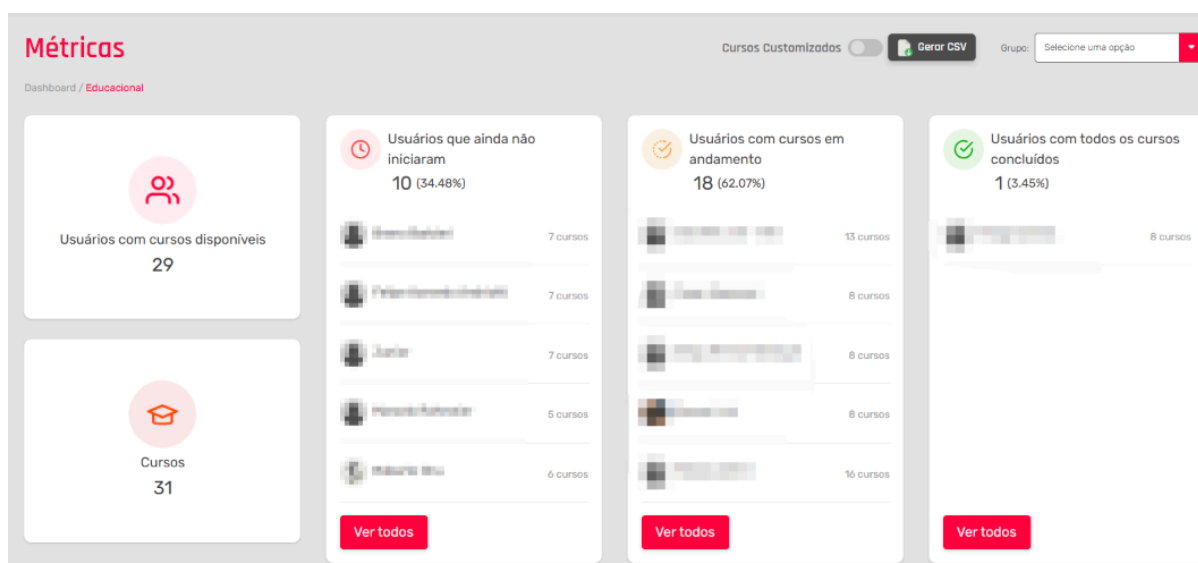 Métricas
Cursos Customizados
Gerar CSV
Grupo:
Selecione uma opção
Dashboard / Educacional
Usuários com cursos disponíveis
29
Cursos
31
Usuários que ainda não
iniciaram
10 (34.48%)
7 cursos
7 cursos
7 cursos
5 cursos
6 cursos
Ver todos
Usuários com cursos em
andamento
18 (62.07%)
13 cursos
8 cursos
8 cursos
8 cursos
16 cursos
Ver todos
Usuários com todos os cursos
concluídos
1 (3.45%)
8 cursos
Ver todos